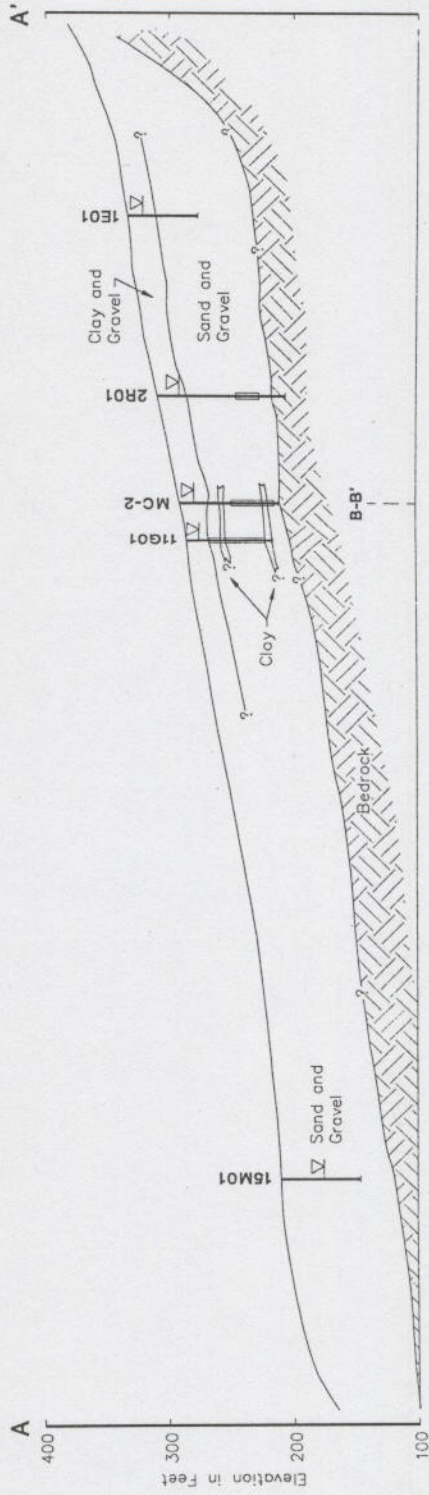 A
A'
400
300
200
100
Elevation in Feet
15M01
Sand and
Gravel
11G01
MC-2
2R01
1E01
Clay and
Gravel
Sand and
Gravel
Clay
Bedrock
B-B'
?
?
?
?
?
?
?
?